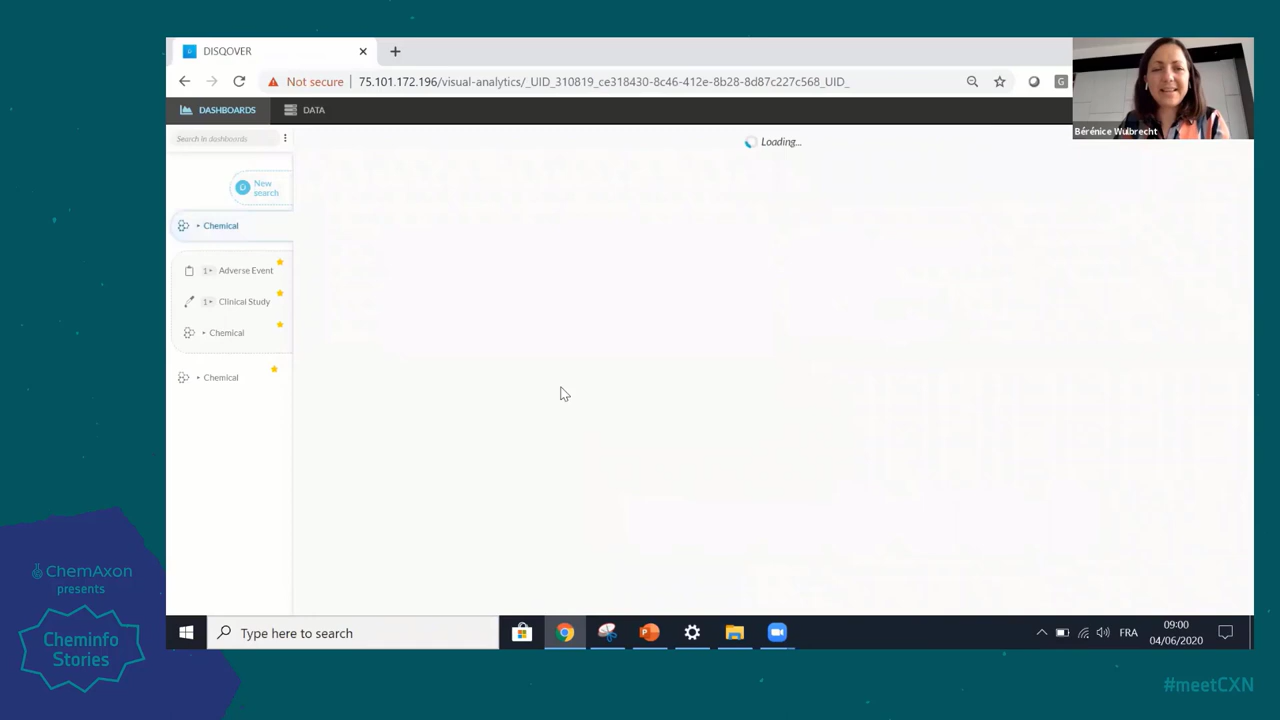 DISQOVER
Not secure
75.101.172.196/visual-analytics/_UID_310819_ce318430-8c46-412e-8b28-8d87c227c568_UID_
G
Bérénice Wulbrecht
DASHBOARDS
DATA
Search in dashboards
Loading...
New
search
Chemical
1 Adverse Event
1 Clinical Study
Chemical
Chemical
ChemAxon
presents
Cheminfo
Stories
Type here to search
FRA
09:00
04/06/2020
#meetCXN